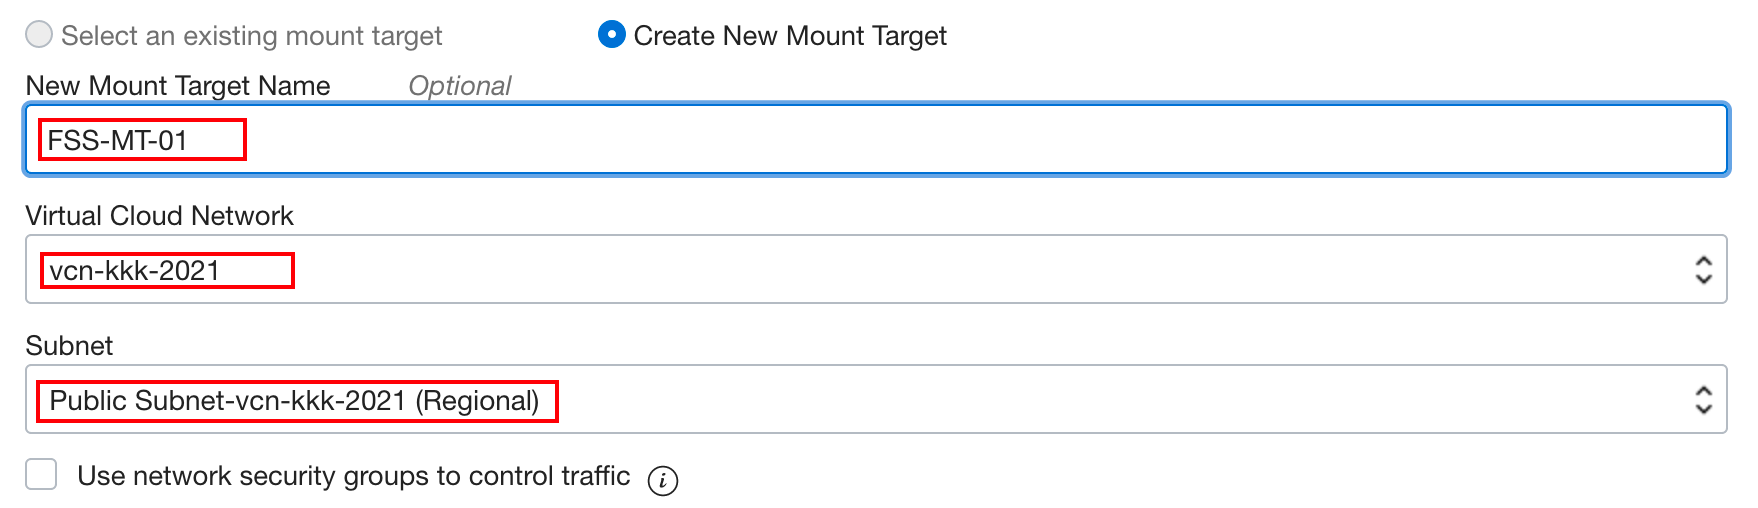 Select an existing mount target Create New Mount Target
New Mount Target Name Optional
FSS-MT-01
Virtual Cloud Network
vcn-kkk-2021
Subnet
Public Subnet-vcn-kkk-2021 (Regional)
Use network security groups to control traffic i